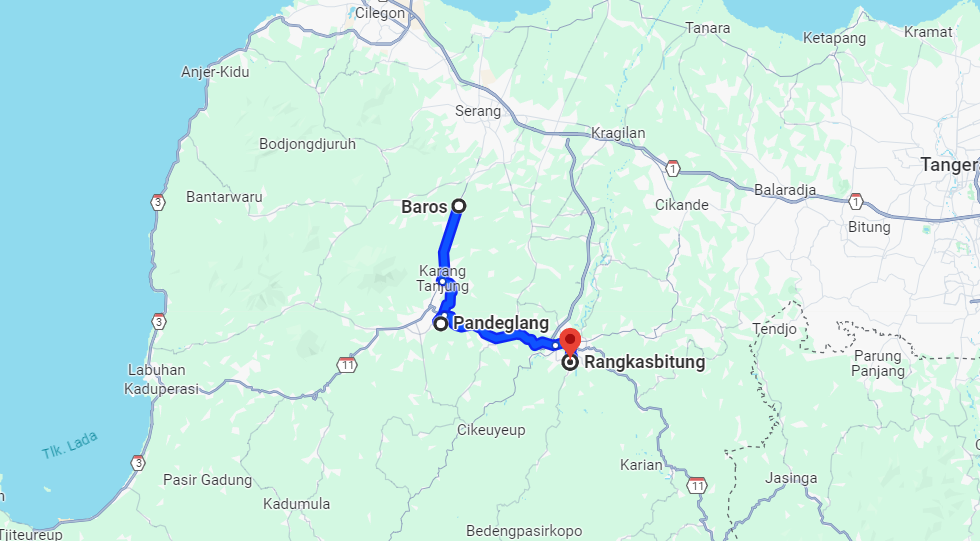 Cilegon
Tanara
Kramat
Ketapang
Anjer-Kidu
Serang
Kragilan
Bodjongdjuruh
1
Tanger
Balaradja
Bantarwaru
3
Baros
Cikande
1
Bitung
Karang
Tanjung
3
Pandeglang
Tendjo
Rangkasbitung
Parung
Panjang
11
Labuhan
Kaduperasi
Cikeuyeup
Tlk. Lada
3
Karian
Pasir Gadung
Jasinga
11
Kadumula
Bedengpasirkopo
Tjiteureup